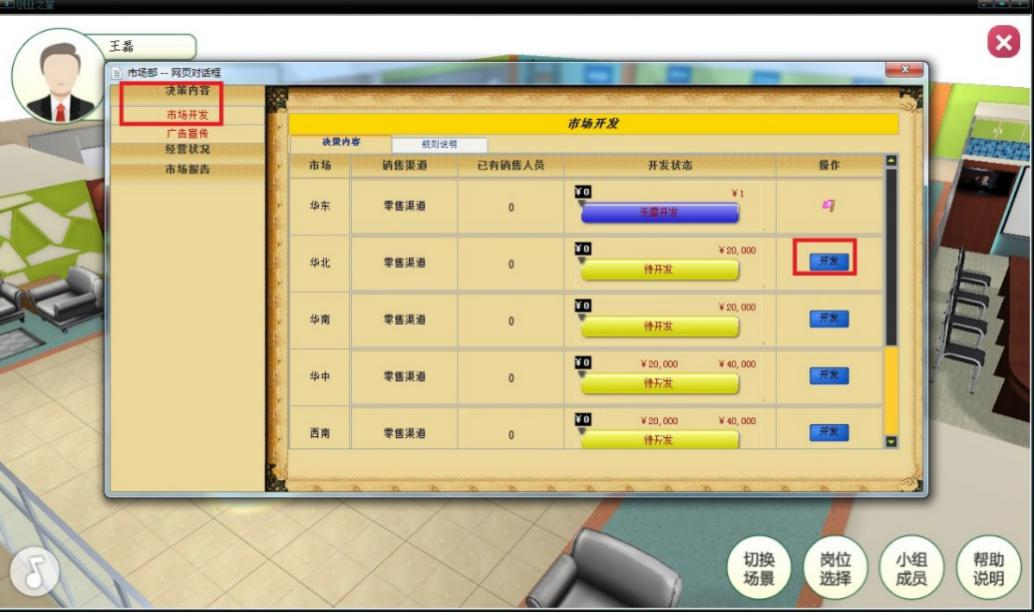 创业之星
王磊
市场部 -- 网页对话框
决策内容
市场开发
广告宣传
经营状况
市场报告
市场开发
决策内容 规则说明
市场 销售渠道 已有销售人员 开发状态 操作
华东 零售渠道 0 ¥0 ¥1 无需开发
华北 零售渠道 0 ¥0 ¥20,000 待开发 开发
华南 零售渠道 0 ¥0 ¥20,000 待开发 开发
华中 零售渠道 0 ¥0 ¥20,000 ¥40,000 待开发 开发
西南 零售渠道 0 ¥0 ¥20,000 ¥40,000 待开发 开发
切换场景
岗位选择
小组成员
帮助说明